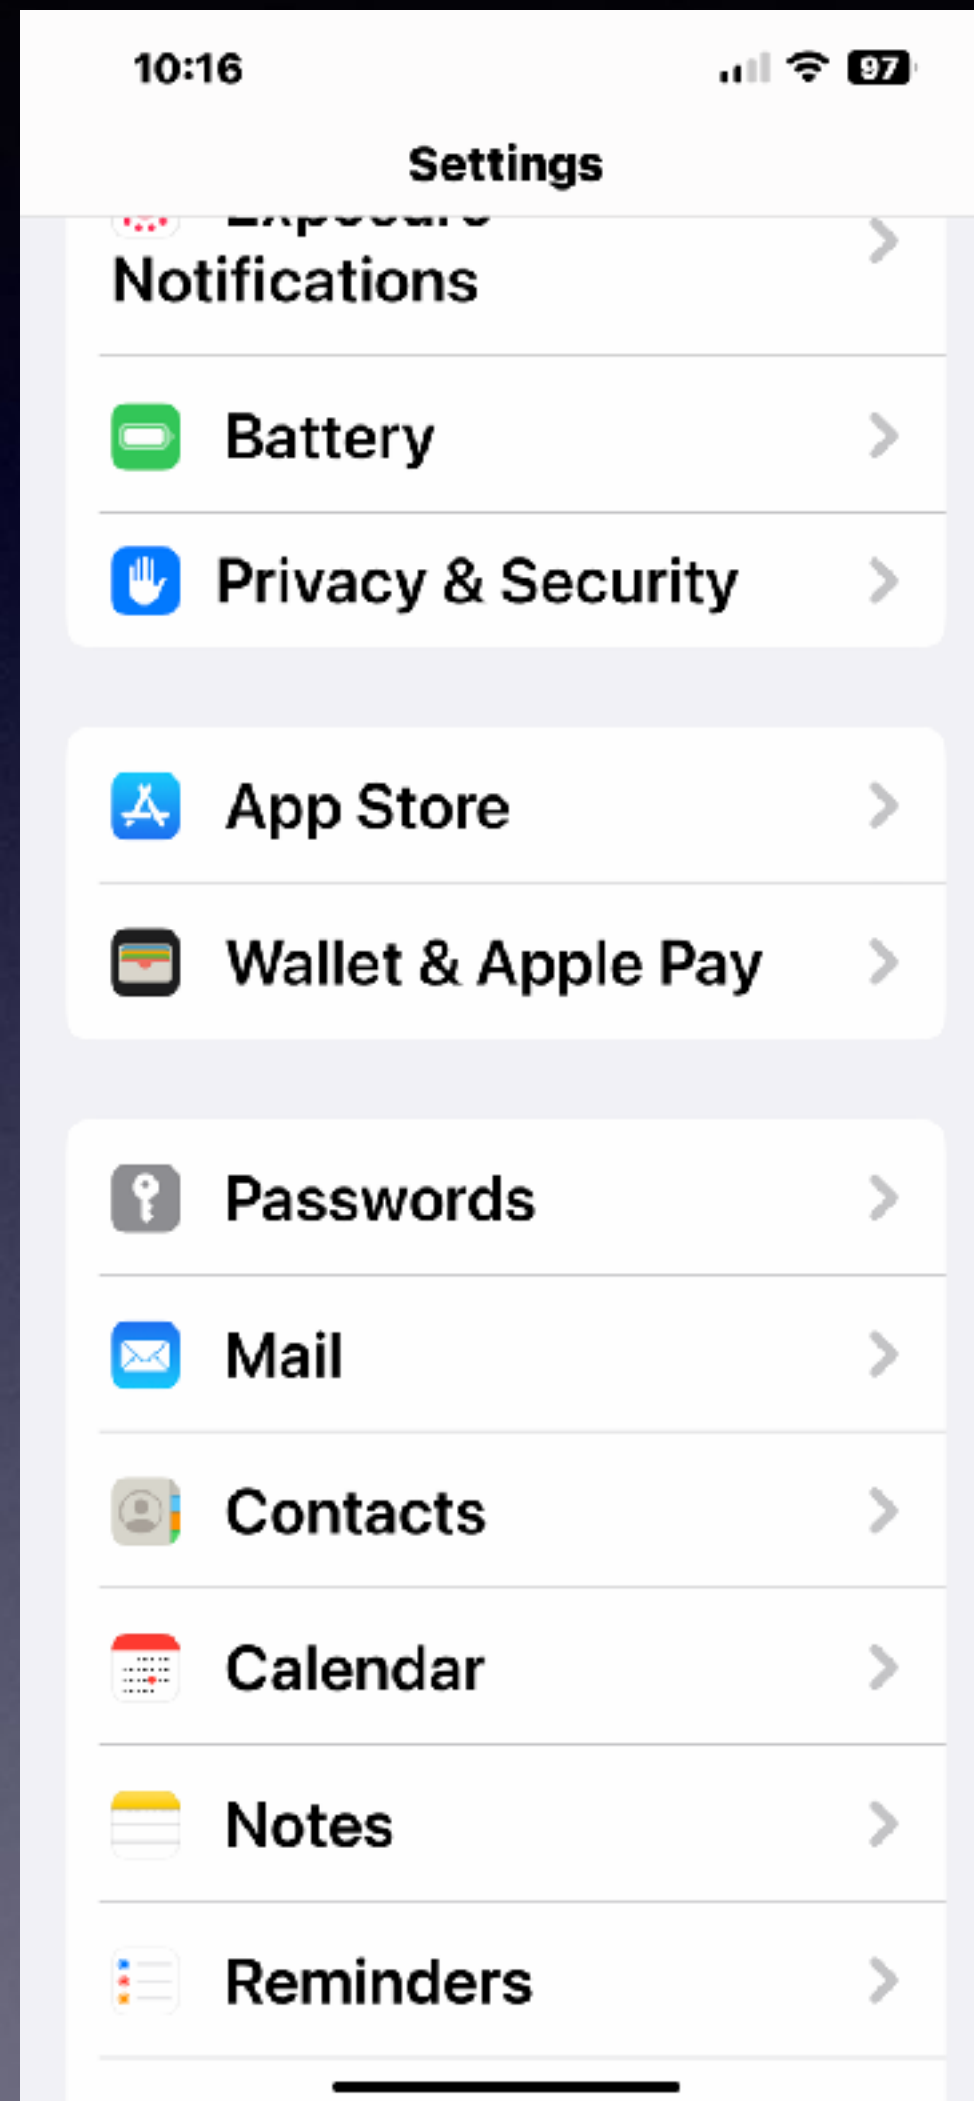 10:16
97
Settings
Exposure
Notifications
Battery
Privacy & Security
App Store
Wallet & Apple Pay
Passwords
Mail
Contacts
Calendar
Notes
Reminders